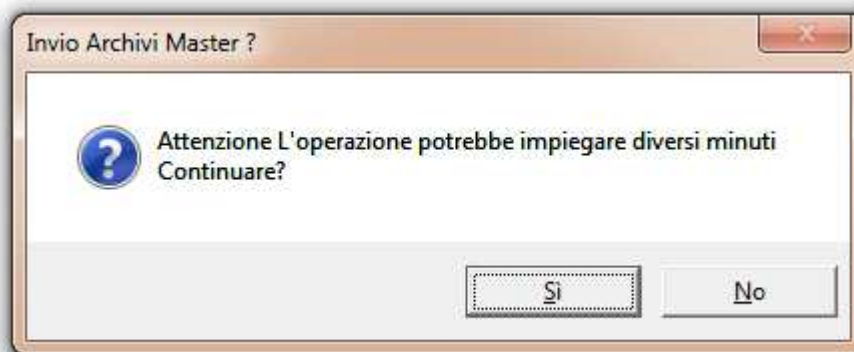 Invio Archivi Master ?
Attenzione L'operazione potrebbe impiegare diversi minuti
Continuare?
Sì
No